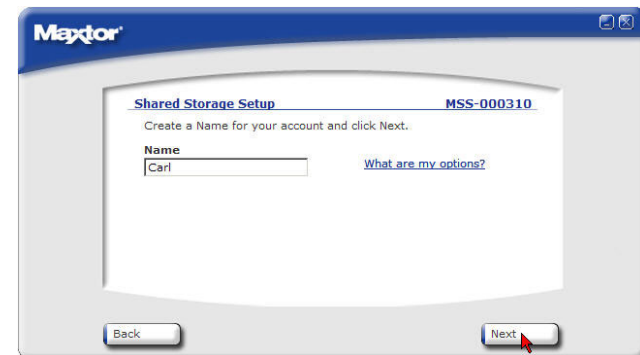 Maxtor
Shared Storage Setup MSS-000310
Create a Name for your account and click Next.
Name
Carl What are my options?
Back Next